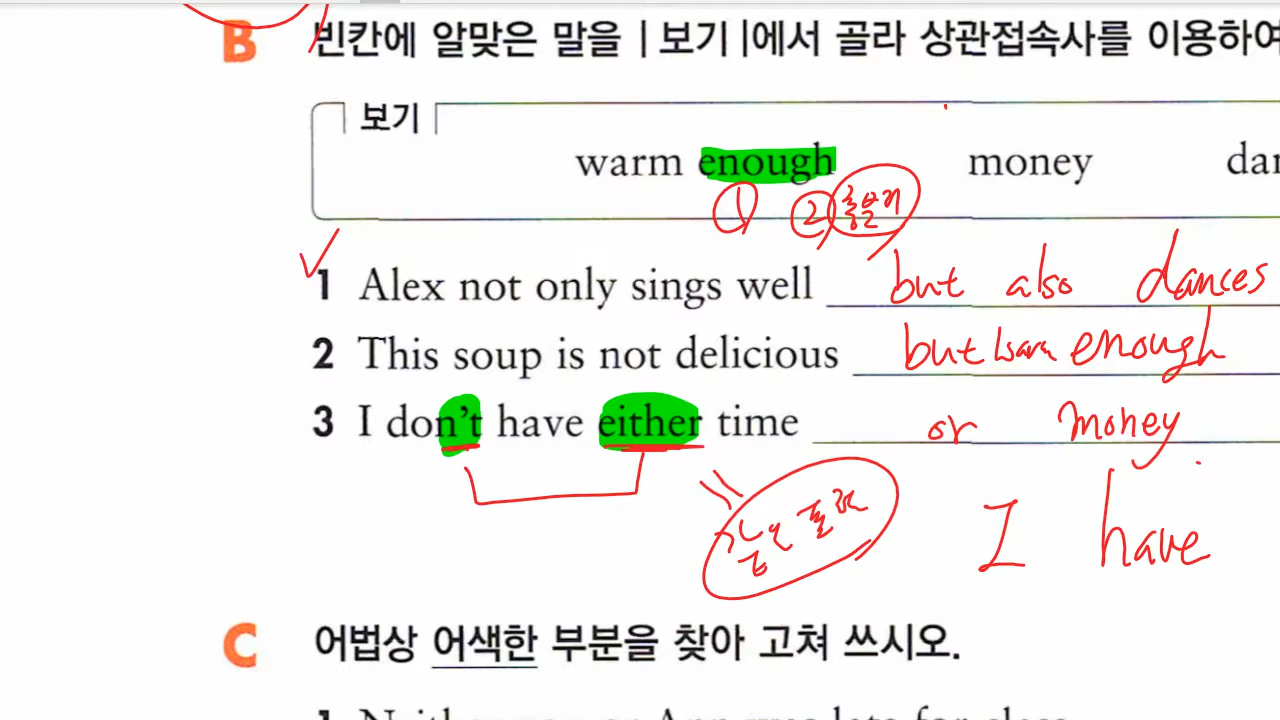 B 빈칸에 알맞은 말을 | 보기 |에서 골라 상관접속사를 이용하여
보기
warm enough money dan
① ②
1 Alex not only sings well but also dances
2 This soup is not delicious but warm enough
3 I don't have either time or money
I have
C 어법상 어색한 부분을 찾아 고쳐 쓰시오.